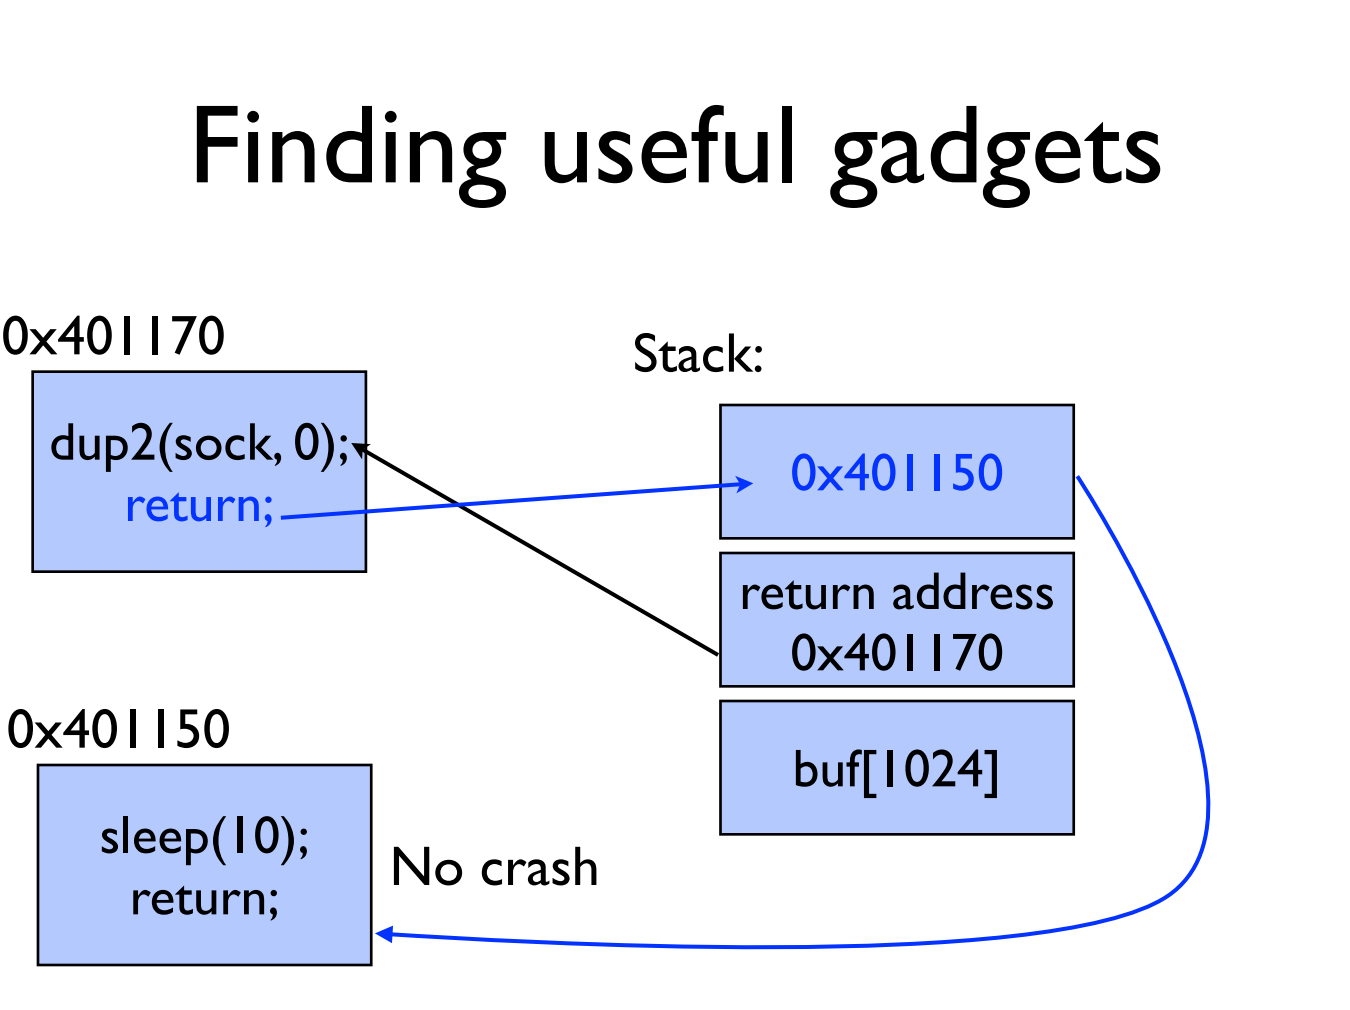 Finding useful gadgets
0x401170
dup2(sock, 0);
return;
Stack:
0x401150
return address
0x401170
buf[1024]
0x401150
sleep(10);
return;
No crash